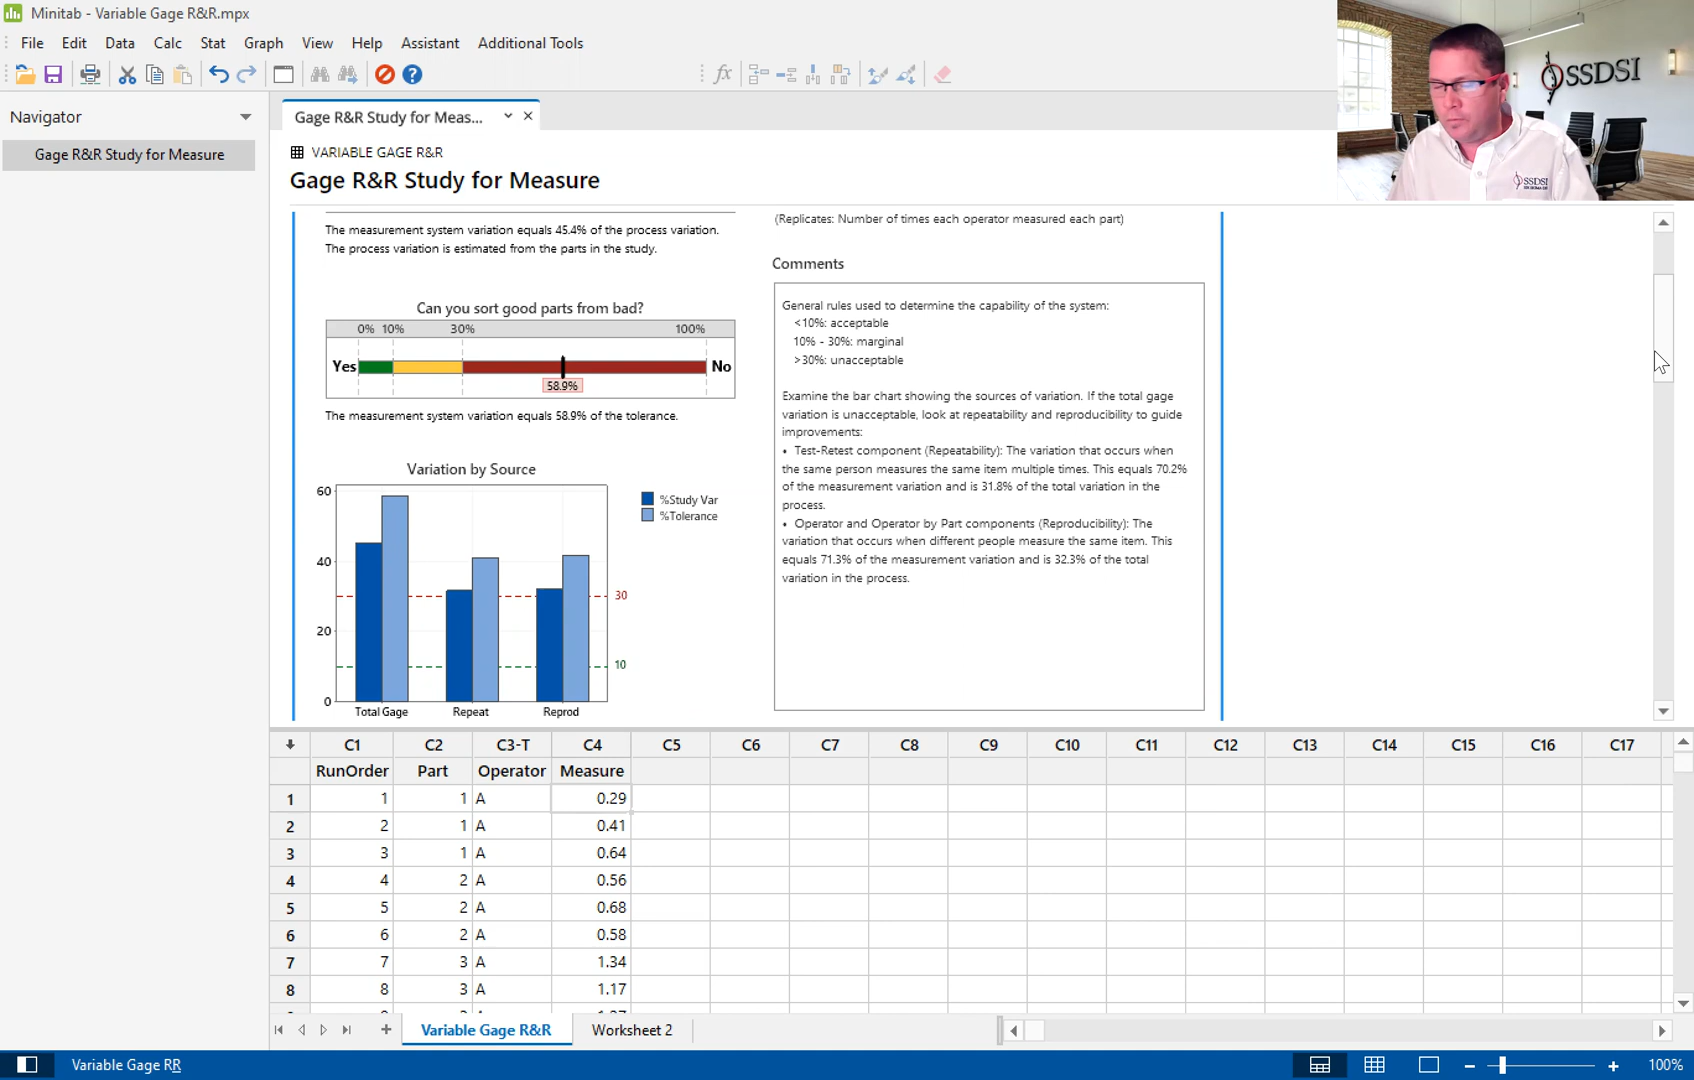 Minitab - Variable Gage R&R.mpx
File Edit Data Calc Stat Graph View Help Assistant Additional Tools
fx
SSDSI
SSDSI
Navigator
Gage R&R Study for Measure
Gage R&R Study for Meas...
VARIABLE GAGE R&R
Gage R&R Study for Measure
The measurement system variation equals 45.4% of the process variation.
The process variation is estimated from the parts in the study.
Can you sort good parts from bad?
0% 10% 30% 100%
Yes No
58.9%
The measurement system variation equals 58.9% of the tolerance.
Variation by Source
60
40
20
0
30
10
Total Gage Repeat Reprod
%Study Var
%Tolerance
(Replicates: Number of times each operator measured each part)
Comments
General rules used to determine the capability of the system:
<10%: acceptable
10% - 30%: marginal
>30%: unacceptable
Examine the bar chart showing the sources of variation. If the total gage
variation is unacceptable, look at repeatability and reproducibility to guide
improvements:
• Test-Retest component (Repeatability): The variation that occurs when
the same person measures the same item multiple times. This equals 70.2%
of the measurement variation and is 31.8% of the total variation in the
process.
• Operator and Operator by Part components (Reproducibility): The
variation that occurs when different people measure the same item. This
equals 71.3% of the measurement variation and is 32.3% of the total
variation in the process.
C1 C2 C3-T C4 C5 C6 C7 C8 C9 C10 C11 C12 C13 C14 C15 C16 C17
RunOrder Part Operator Measure
1 1 1 A 0.29
2 2 1 A 0.41
3 3 1 A 0.64
4 4 2 A 0.56
5 5 2 A 0.68
6 6 2 A 0.58
7 7 3 A 1.34
8 8 3 A 1.17
Variable Gage R&R Worksheet 2
Variable Gage RR
100%